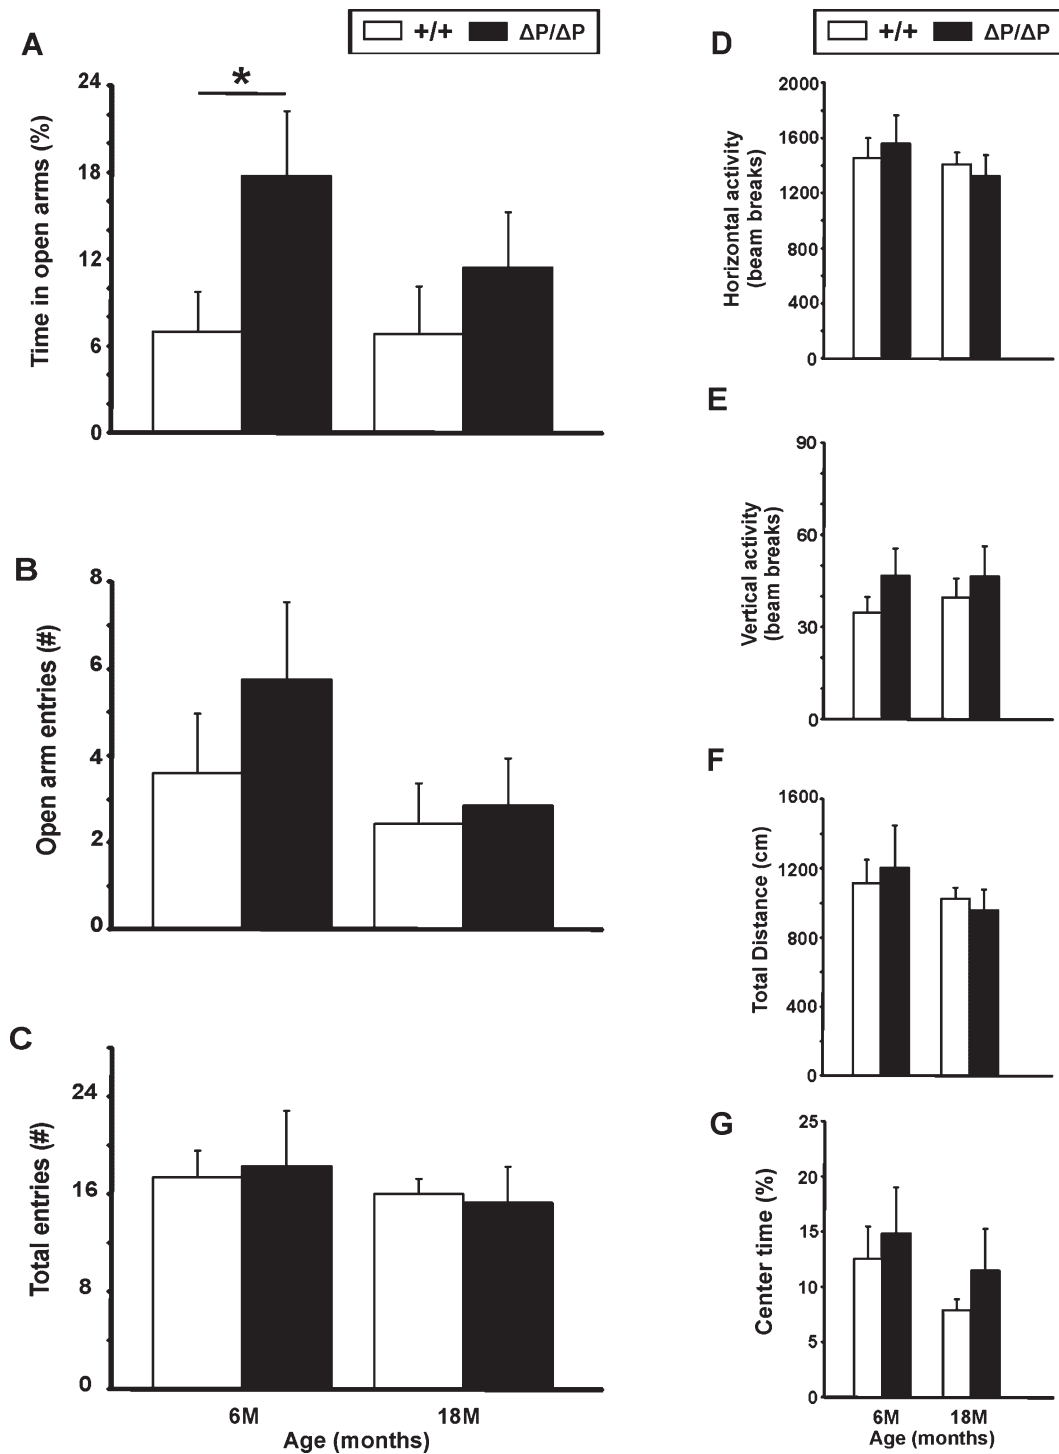 A
+/+ ΔP/ΔP
*
24
18
12
6
0
Time in open arms (%)
B
8
6
4
2
0
Open arm entries (#)
C
24
16
8
0
Total entries (#)
6M 18M
Age (months)
D
+/+ ΔP/ΔP
2000
1600
1200
800
400
0
Horizontal activity
(beam breaks)
E
90
60
30
0
Vertical activity
(beam breaks)
F
1600
1200
800
400
0
Total Distance (cm)
G
25
20
15
10
5
0
Center time (%)
6M 18M
Age (months)